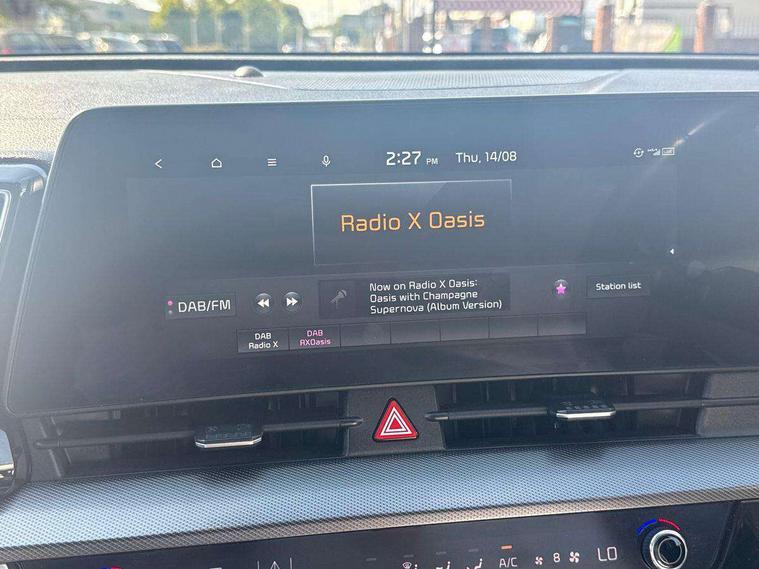 2:27 PM Thu, 14/08
Radio X Oasis
DAB/FM
Now on Radio X Oasis:
Oasis with Champagne
Supernova (Album Version)
Station list
DAB
Radio X
DAB
RXOasis
A/C
8
LO